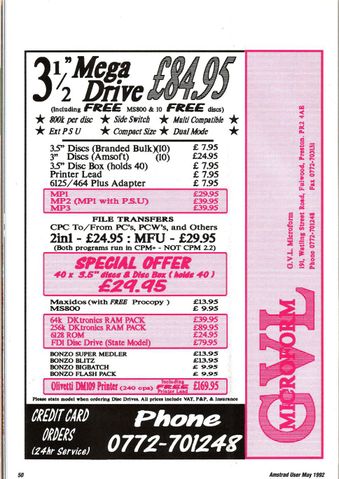 3½" Mega Drive £84.95
(Including FREE MS800 & 10 FREE discs)
★ 800k per disc ★ Side Switch ★ Multi Compatible ★
★ Ext P S U ★ Compact Size ★ Dual Mode ★
3.5" Discs (Branded Bulk)(10) £ 7.95
3" Discs (Amsoft) (10) £24.95
3.5" Disc Box (holds 40) £ 7.95
Printer Lead £ 7.95
6125/464 Plus Adapter £ 7.95
MP1 £29.95
MP2 (MP1 with P.S.U) £39.95
MP3 £39.95
FILE TRANSFERS
CPC To/From PC's, PCW's, and Others
2in1 - £24.95 : MFU - £29.95
(Both programs run in CPM+ - NOT CPM 2.2)
SPECIAL OFFER
40 x 3.5" discs & Disc Box ( holds 40 )
£29.95
Maxidos (with FREE Procopy ) £13.95
MS800 £ 9.95
64k DKtronics RAM PACK £39.95
256k DKtronics RAM PACK £89.95
6128 ROM £24.95
FDI Disc Drive (State Model) £79.95
BONZO SUPER MEDLER £13.95
BONZO BLITZ £13.95
BONZO BIGBATCH £ 9.95
BONZO FLASH PACK £ 9.95
Olivetti DM109 Printer (240 cps) Including FREE Printer Lead £169.95
Please state model when ordering Disc Drives. All prices include VAT, P&P, & insurance
CREDIT CARD
ORDERS
(24hr Service)
Phone
0772-701248
GVL
MICROFORM
G.V.L. Microform
191, Watling Street Road, Fulwood, Preston. PR2 4AE
Phone 0772-701248 Fax 0772-703131
50
Amstrad User May 1992